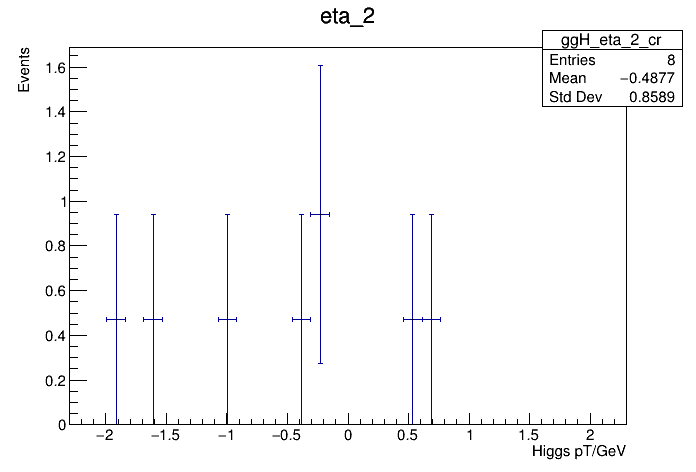 eta_2
ggH_eta_2_cr
Entries 8
Mean −0.4877
Std Dev 0.8589
Events
1.6
1.4
1.2
1
0.8
0.6
0.4
0.2
0
−2 −1.5 −1 −0.5 0 0.5 1 1.5 2
Higgs pT/GeV